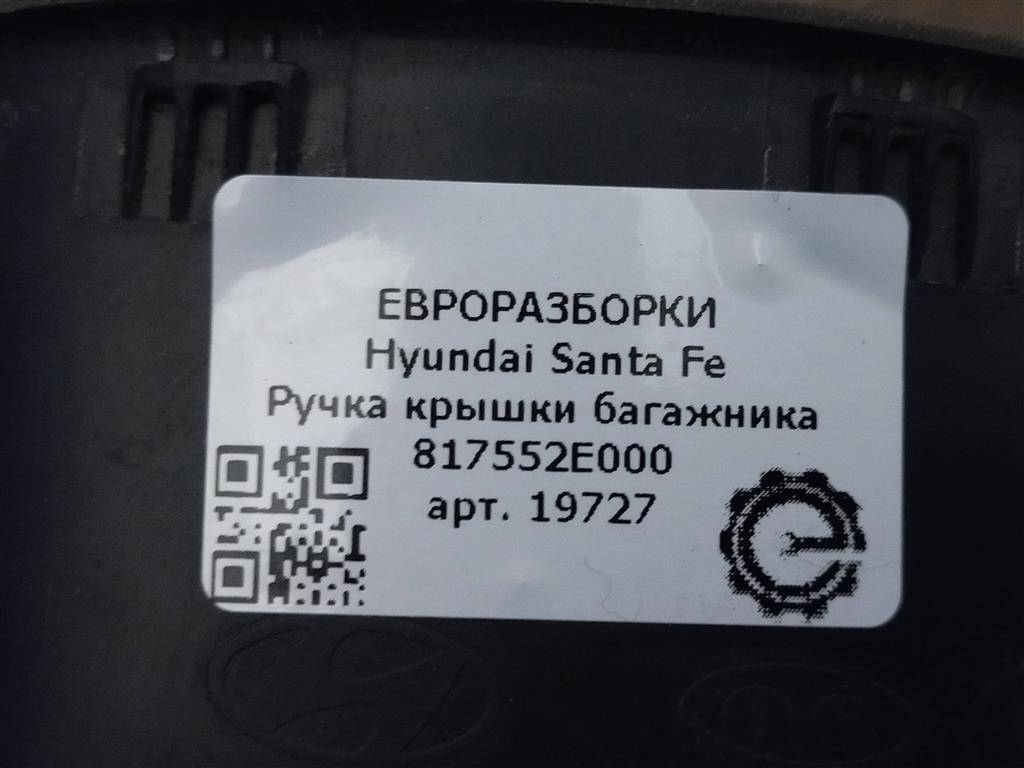 ЕВРОРАЗБОРКИ
Hyundai Santa Fe
Ручка крышки багажника
817552E000
арт. 19727